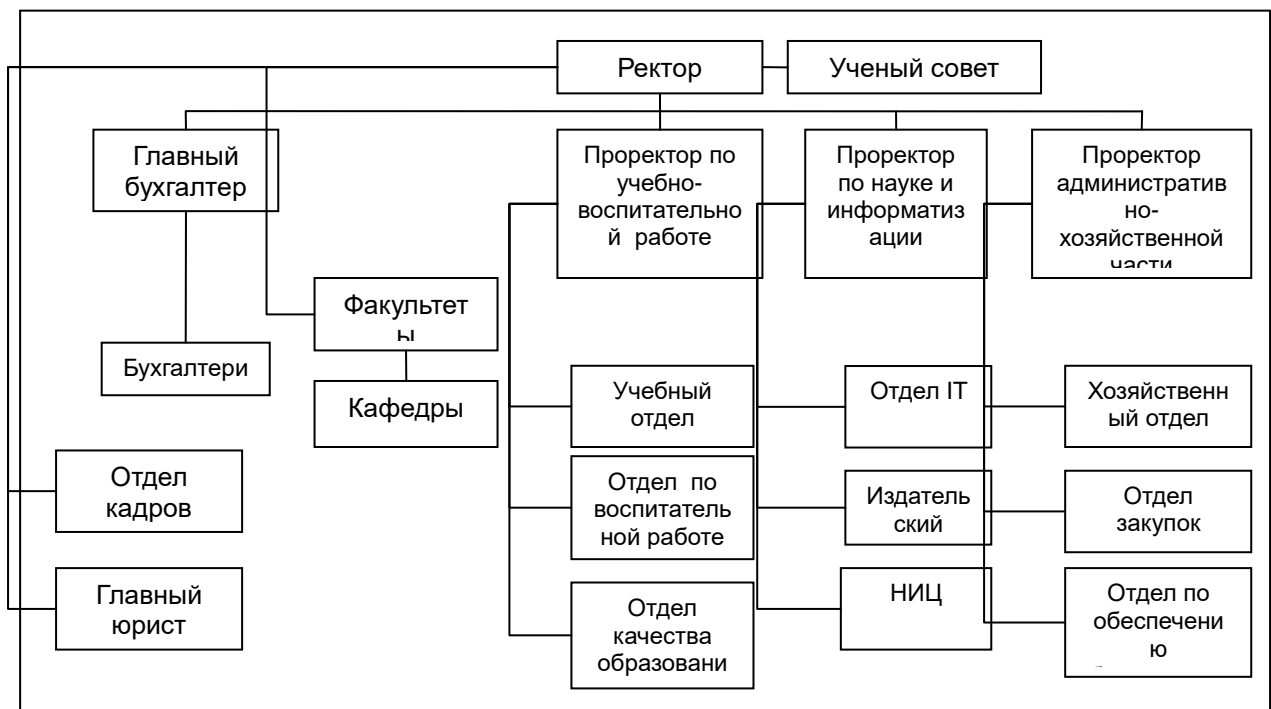 Ректор
Ученый совет
Главный
бухгалтер
Проректор по
учебно-
воспитательно
й работе
Проректор
по науке и
информатиз
ации
Проректор
административ
но-
хозяйственной
части
Факультет
ы
Бухгалтери
Кафедры
Учебный
отдел
Отдел IT
Хозяйственн
ый отдел
Отдел
кадров
Отдел по
воспитатель
ной работе
Издатель
ский
Отдел
закупок
Главный
юрист
Отдел
качества
образовани
НИЦ
Отдел по
обеспечени
ю